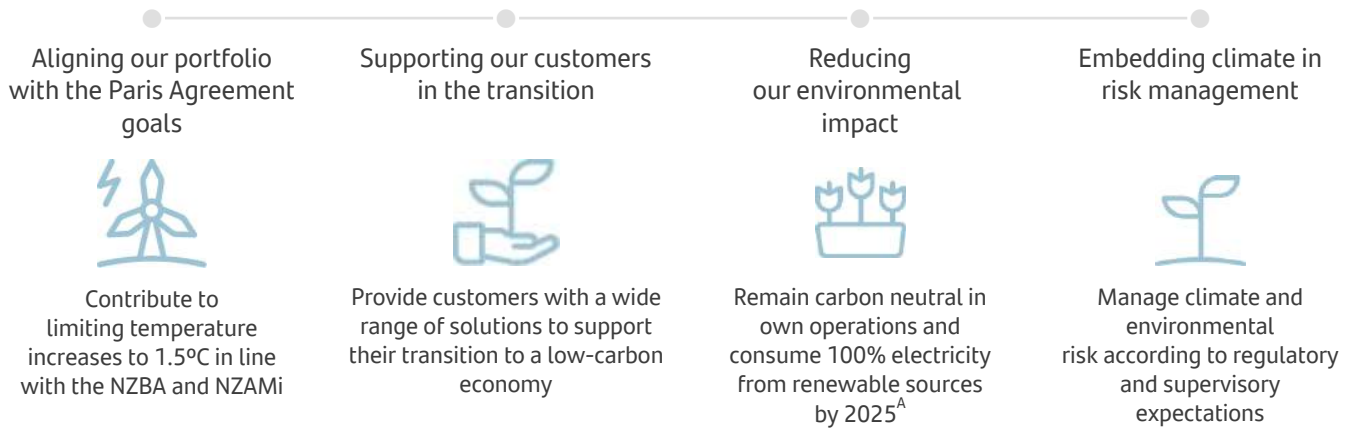 Aligning our portfolio
with the Paris Agreement
goals
Contribute to
limiting temperature
increases to 1.5ºC in line
with the NZBA and NZAMi
Supporting our customers
in the transition
Provide customers with a wide
range of solutions to support
their transition to a low-carbon
economy
Reducing
our environmental
impact
Remain carbon neutral in
own operations and
consume 100% electricity
from renewable sources
by 2025ᴬ
Embedding climate in
risk management
Manage climate and
environmental
risk according to regulatory
and supervisory
expectations